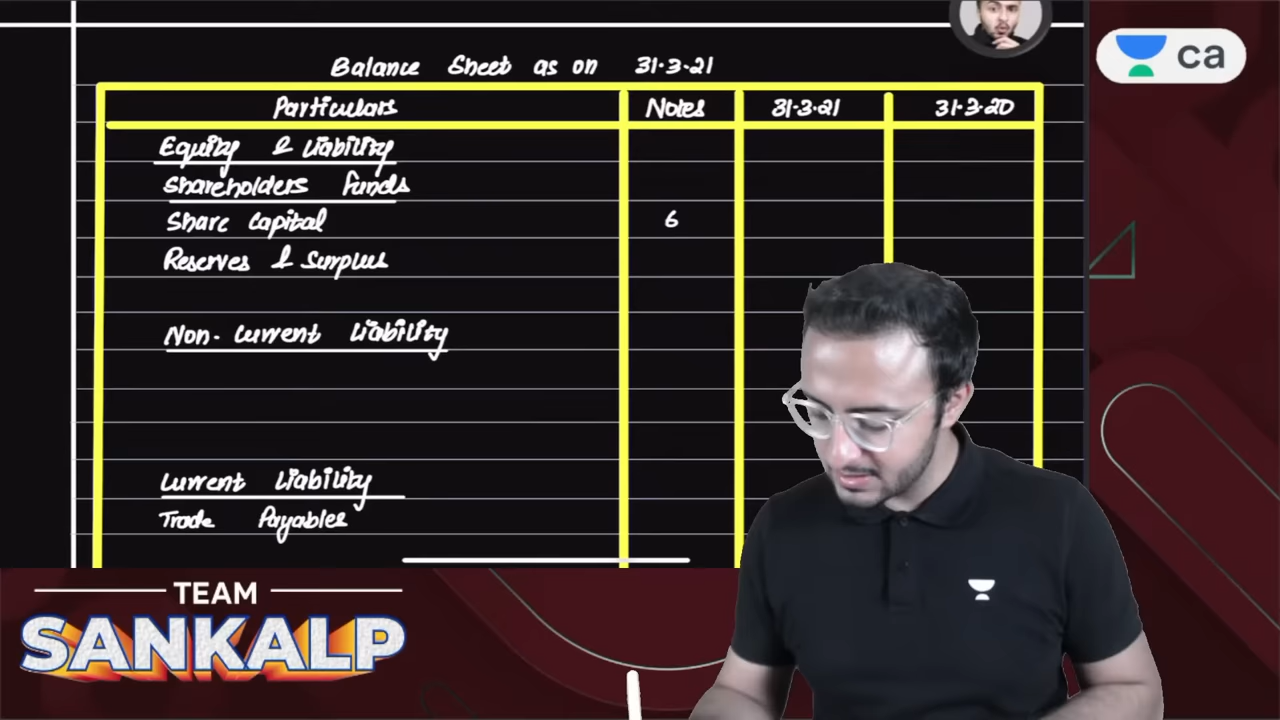 Balance Sheet as on 31·3·21
Particulars Notes 31·3·21 31·3·20
Equity & Liability
Shareholders Funds
Share Capital 6
Reserves & Surplus
Non-Current Liability
Current Liability
Trade Payables
ca
TEAM
SANKALP